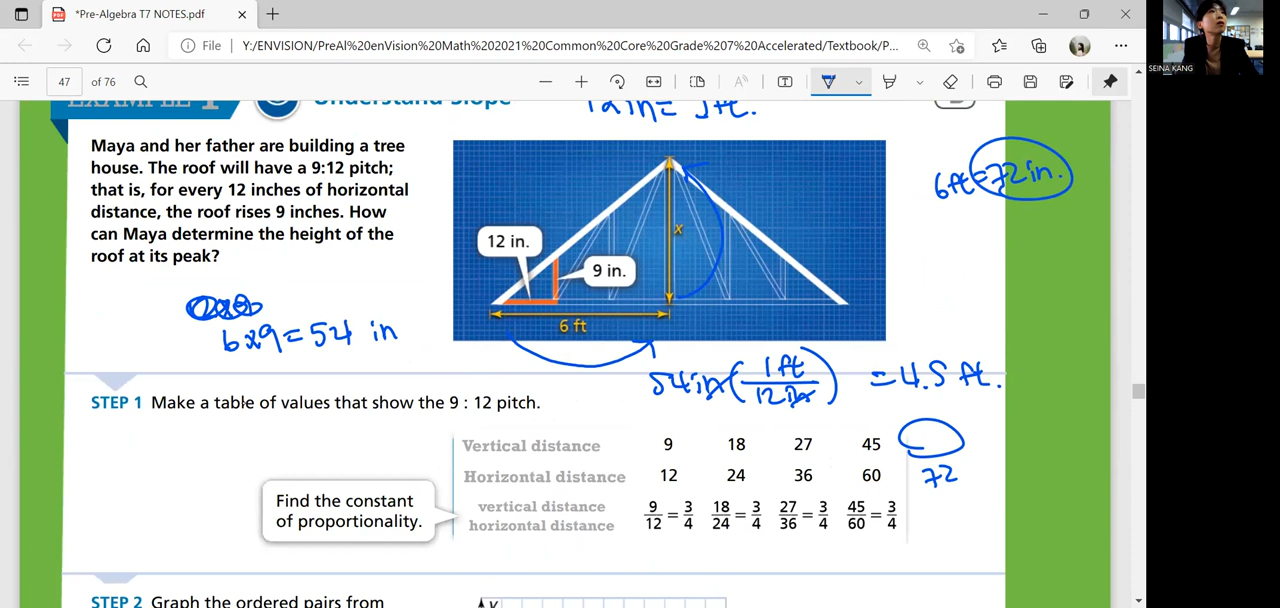 *Pre-Algebra T7 NOTES.pdf
File
Y:/ENVISION/PreAl%20enVision%20Math%202021%20Common%20Core%20Grade%207%20Accelerated/Textbook/P...
47
of 76
SEINA KANG
Understand Slope
12 in= 1ft.
Maya and her father are building a tree
house. The roof will have a 9:12 pitch;
that is, for every 12 inches of horizontal
distance, the roof rises 9 inches. How
can Maya determine the height of the
roof at its peak?
12 in.
9 in.
x
6 ft
6ft=72in.
6x9=54 in
54in(1ft/12in) =4.5 ft.
STEP 1 Make a table of values that show the 9 : 12 pitch.
Vertical distance 9 18 27 45
Horizontal distance 12 24 36 60 72
vertical distance
horizontal distance
9/12 = 3/4 18/24 = 3/4 27/36 = 3/4 45/60 = 3/4
Find the constant
of proportionality.
STEP 2 Graph the ordered pairs from
y